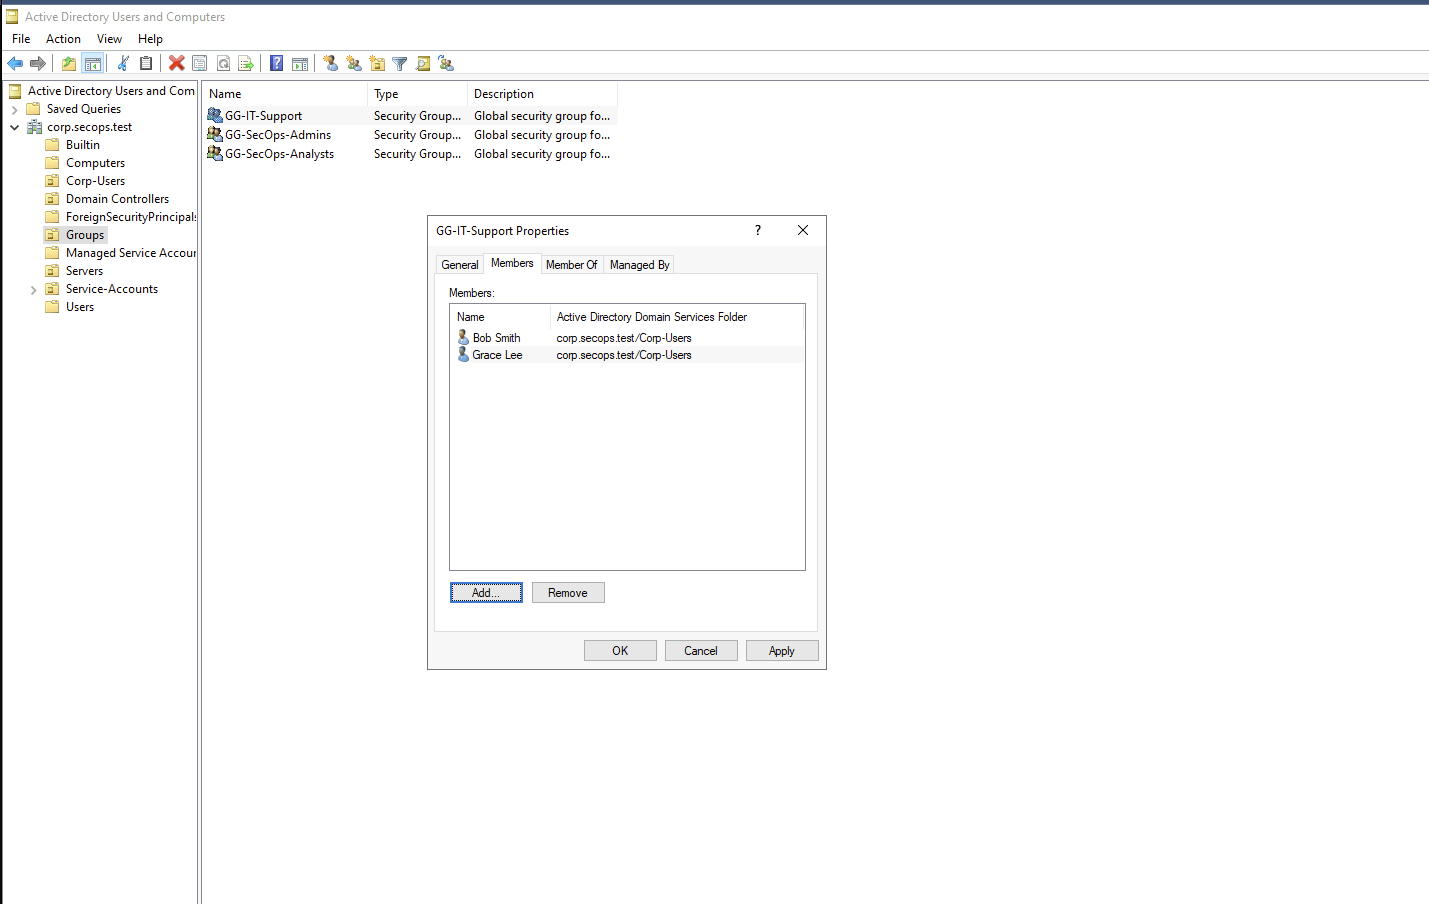 Active Directory Users and Computers
File Action View Help
Active Directory Users and Com
Saved Queries
corp.secops.test
Builtin
Computers
Corp-Users
Domain Controllers
ForeignSecurityPrincipals
Groups
Managed Service Accour
Servers
Service-Accounts
Users
Name Type Description
GG-IT-Support Security Group... Global security group fo...
GG-SecOps-Admins Security Group... Global security group fo...
GG-SecOps-Analysts Security Group... Global security group fo...
GG-IT-Support Properties ?
General Members Member Of Managed By
Members:
Name Active Directory Domain Services Folder
Bob Smith corp.secops.test/Corp-Users
Grace Lee corp.secops.test/Corp-Users
Add... Remove
OK Cancel Apply